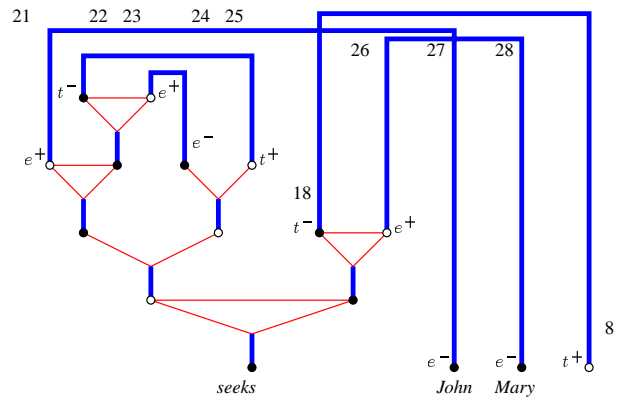 21 22 23 24 25 18 26 27 28
t− e+
e+ e− t+
t− e+
8
e− e− t+
seeks John Mary